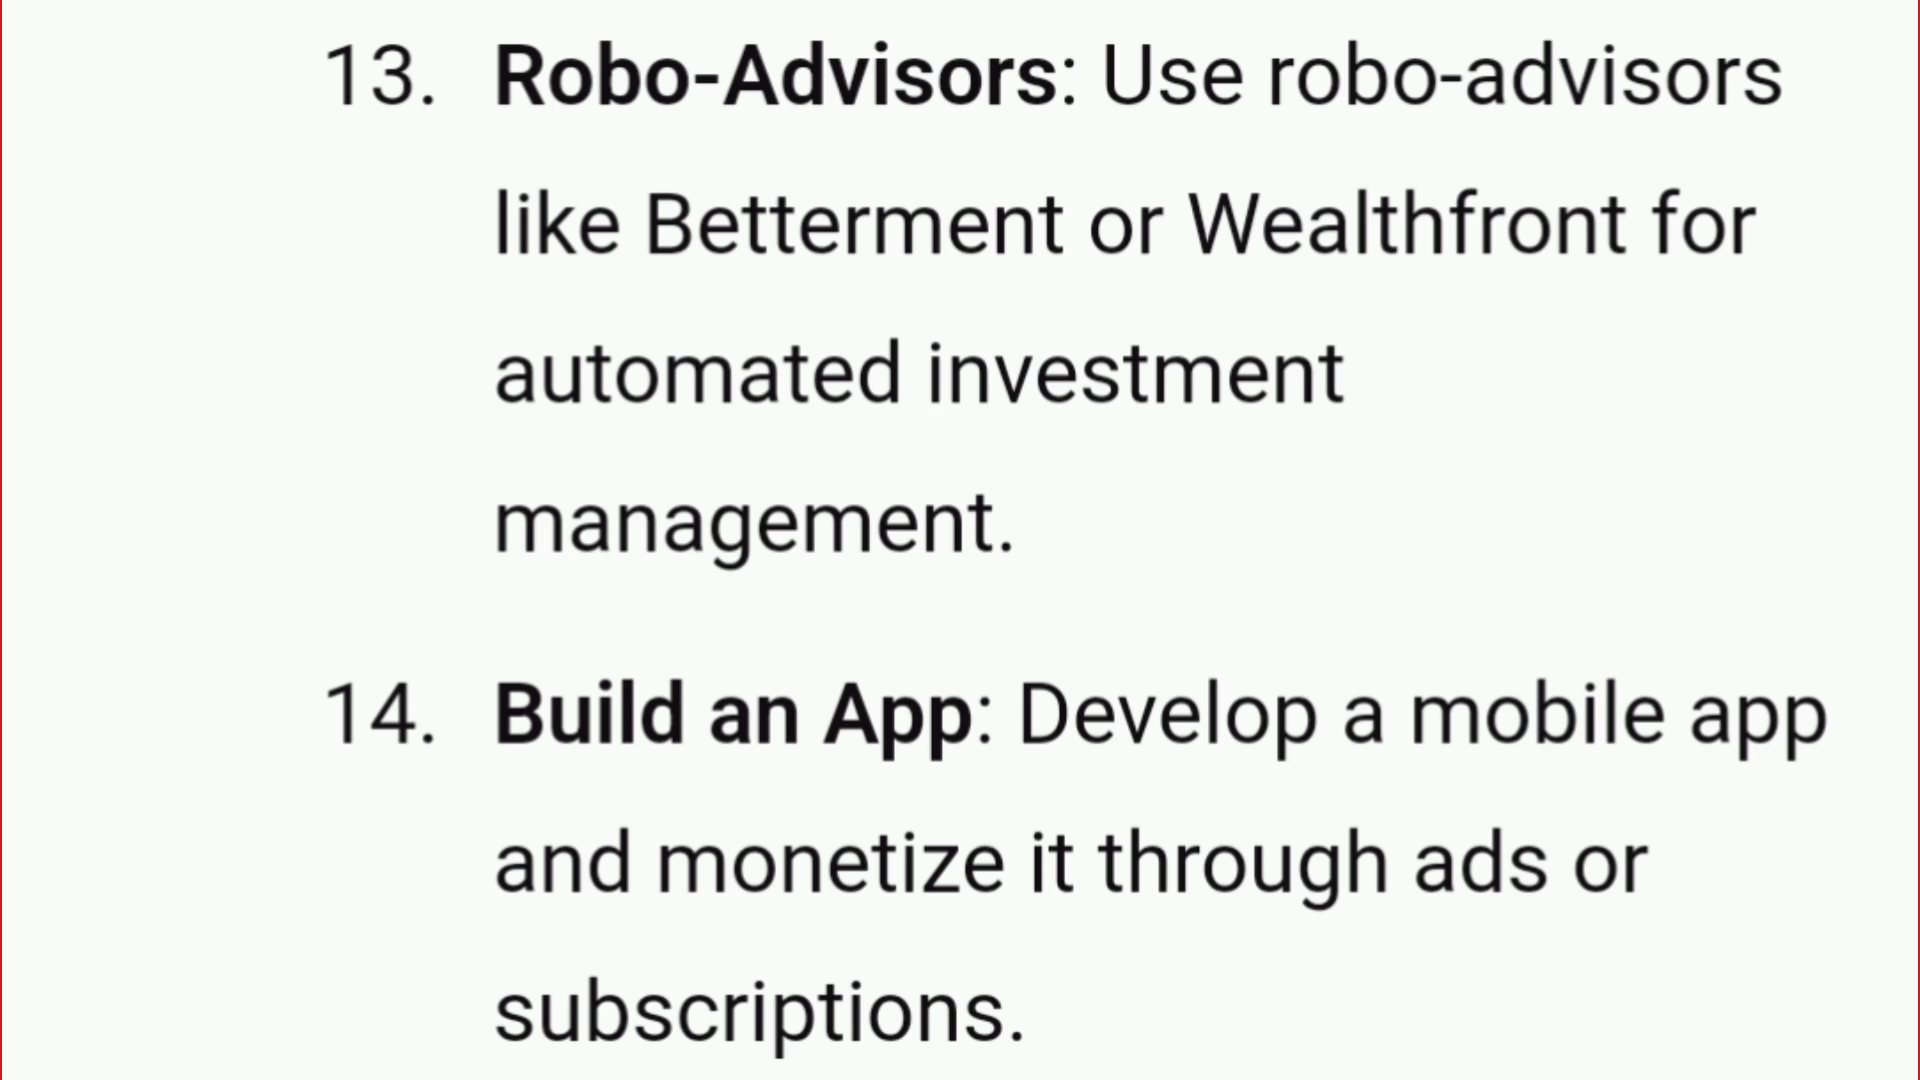 13. Robo-Advisors: Use robo-advisors
like Betterment or Wealthfront for
automated investment
management.
14. Build an App: Develop a mobile app
and monetize it through ads or
subscriptions.